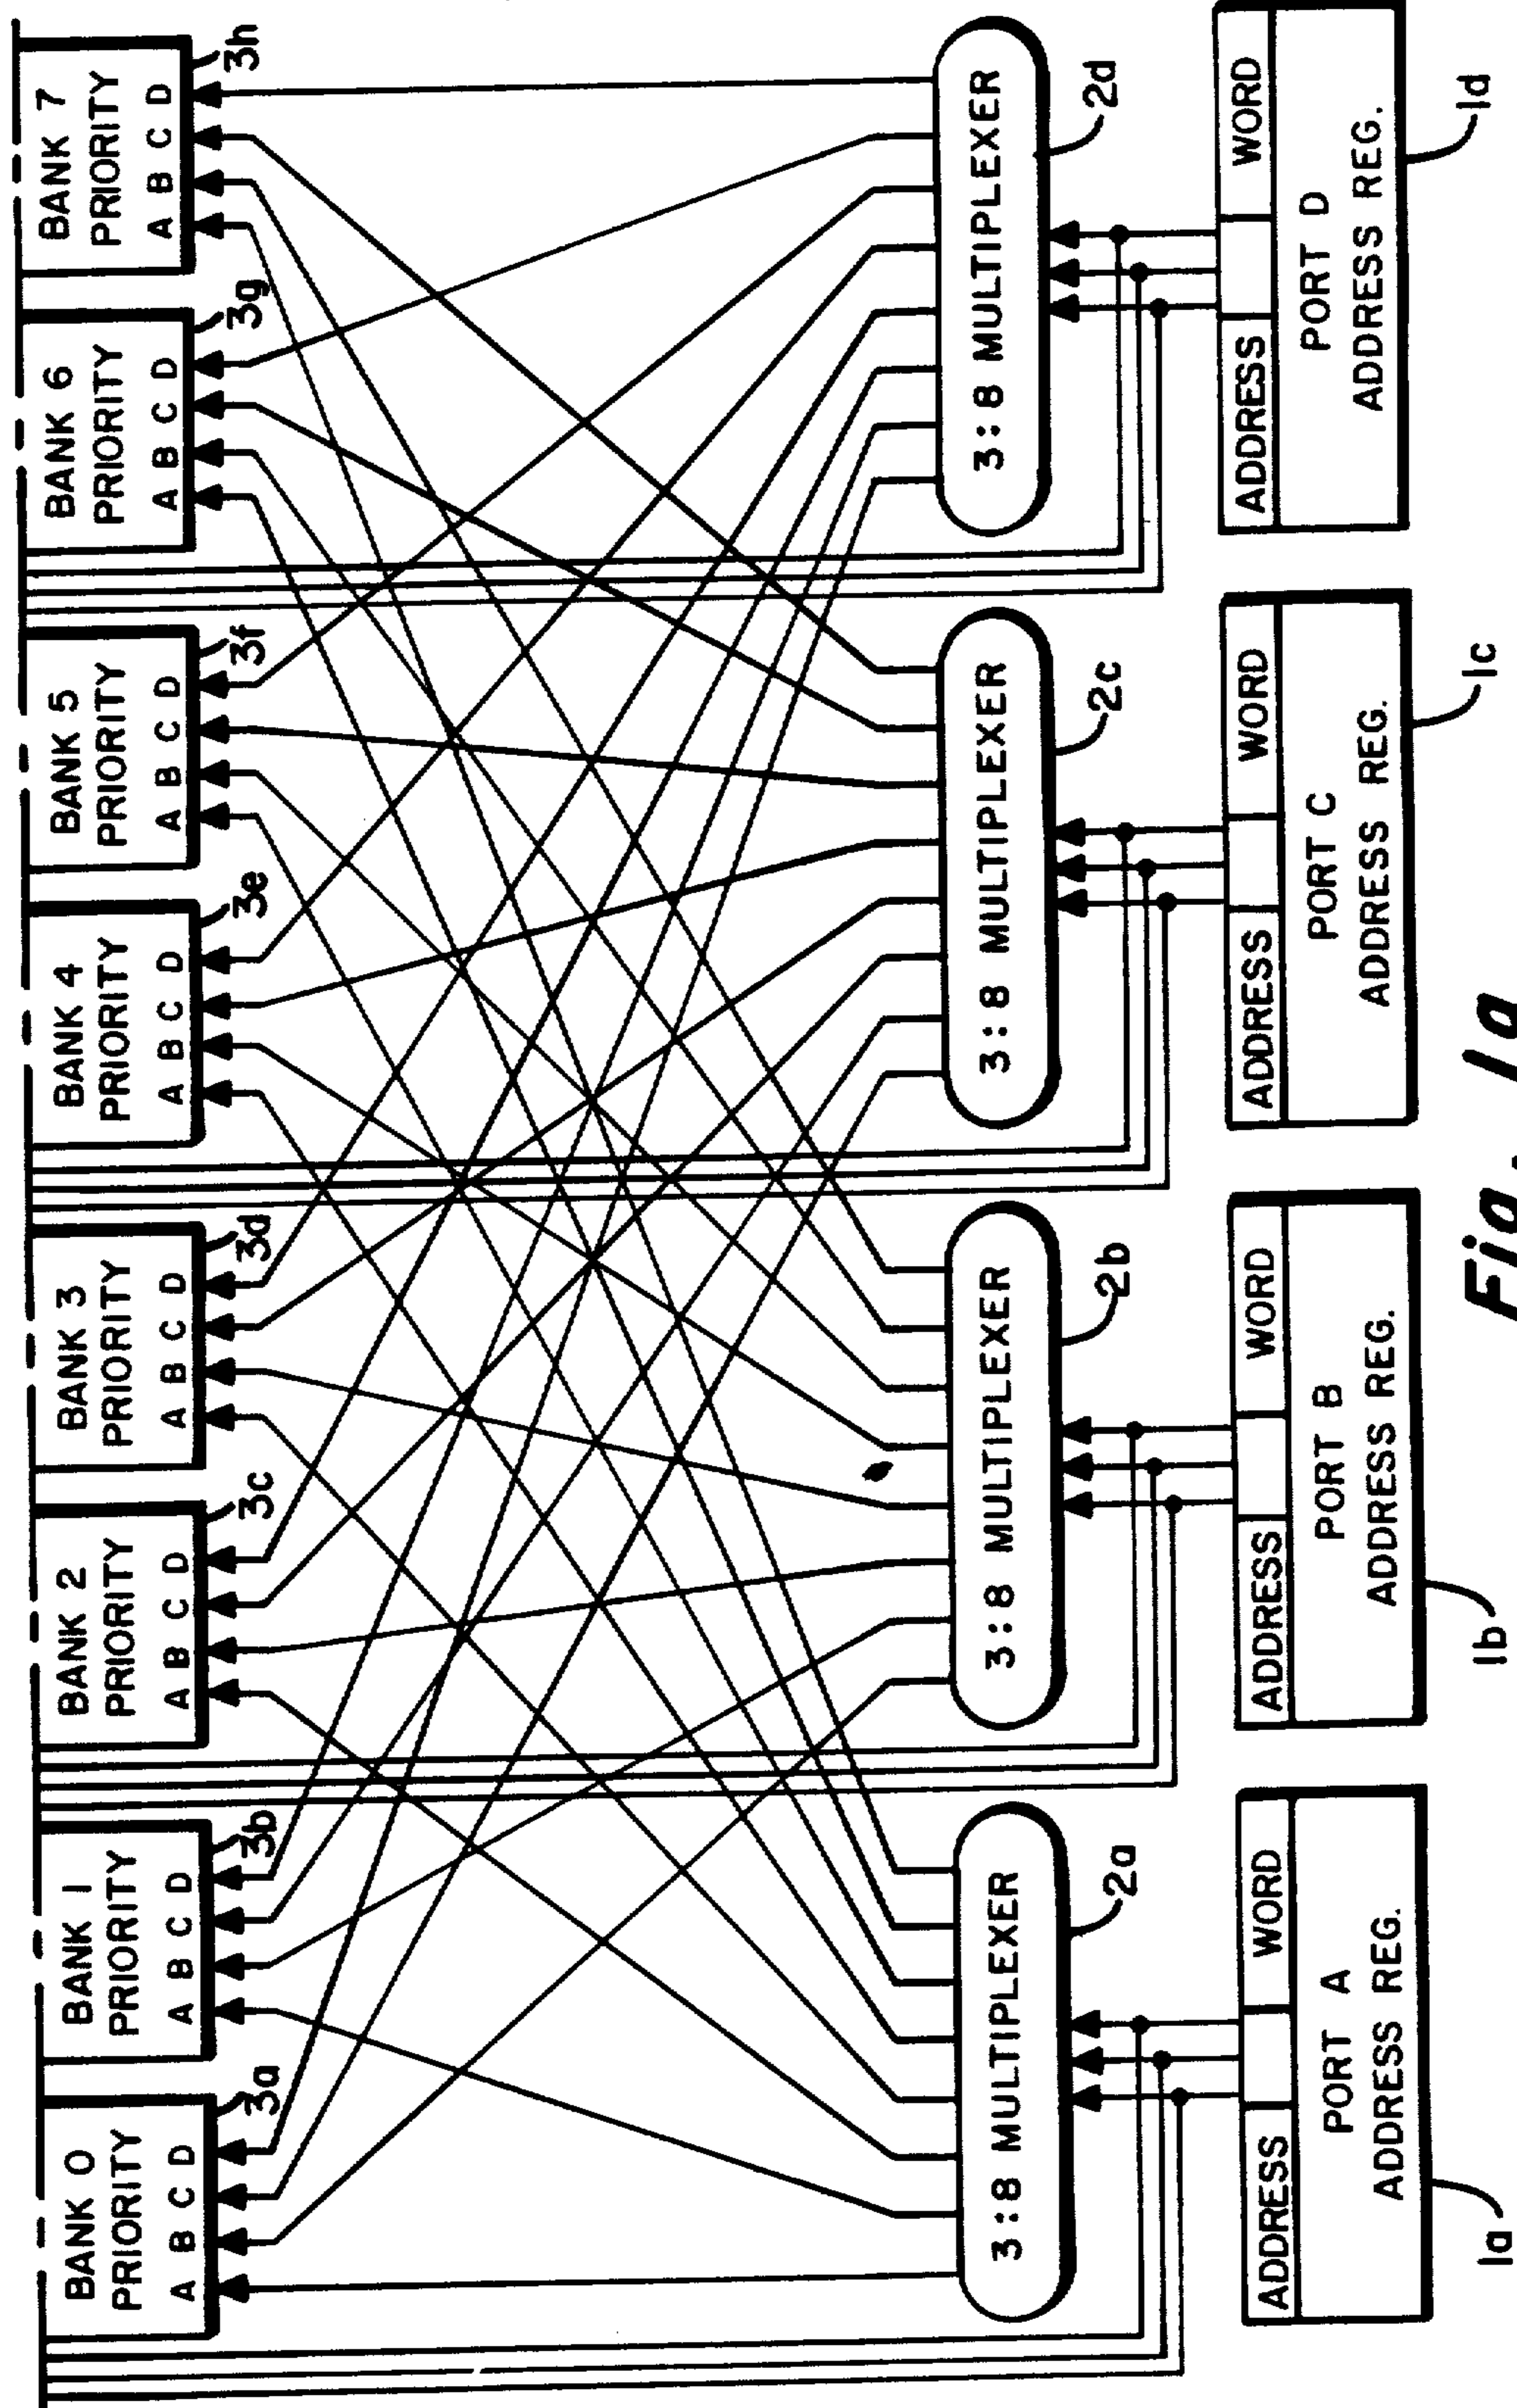 BANK 0
PRIORITY
A B C D
3a
BANK 1
PRIORITY
A B C D
3b
BANK 2
PRIORITY
A B C D
3c
BANK 3
PRIORITY
A B C D
3d
BANK 4
PRIORITY
A B C D
3e
BANK 5
PRIORITY
A B C D
3f
BANK 6
PRIORITY
A B C D
3g
BANK 7
PRIORITY
A B C D
3h
3:8 MULTIPLEXER
2a
3:8 MULTIPLEXER
2b
3:8 MULTIPLEXER
2c
3:8 MULTIPLEXER
2d
ADDRESS WORD
PORT A
ADDRESS REG.
1a
ADDRESS WORD
PORT B
ADDRESS REG.
1b
ADDRESS WORD
PORT C
ADDRESS REG.
1c
ADDRESS WORD
PORT D
ADDRESS REG.
1d
Fig. 1a